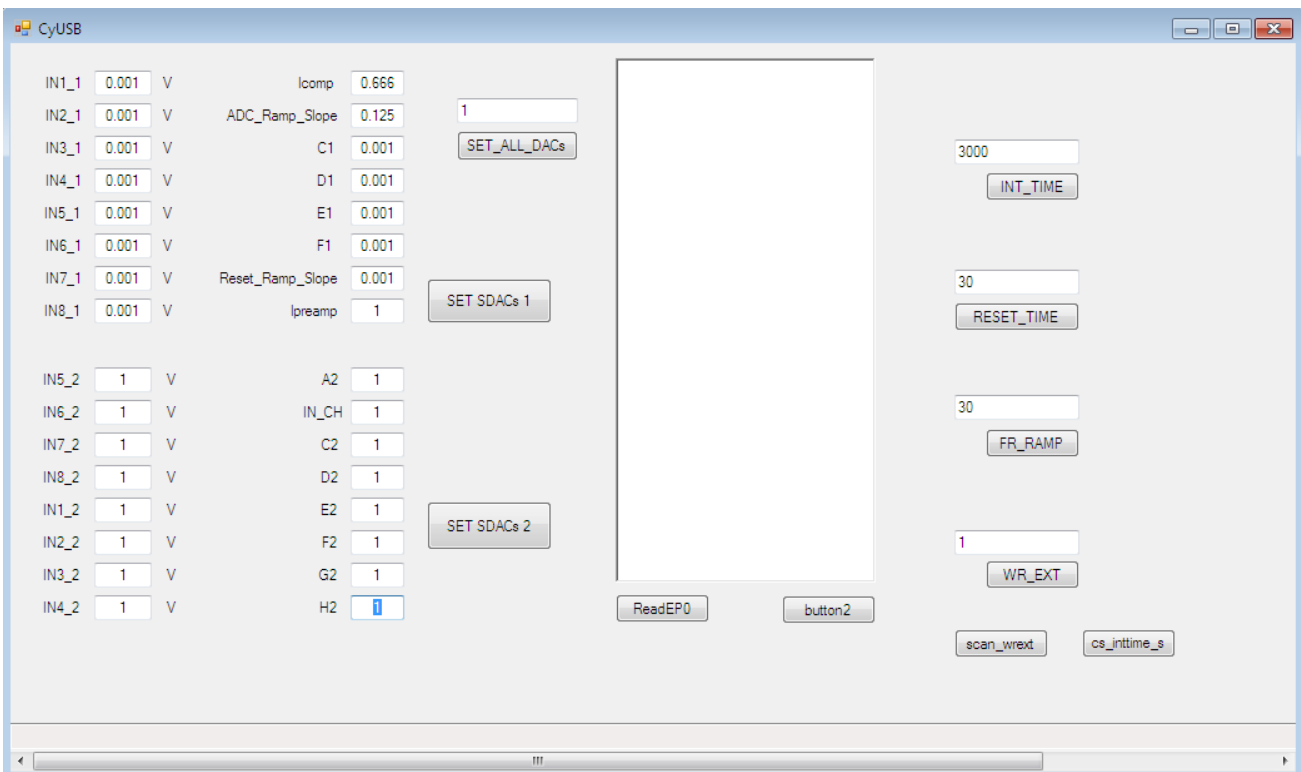 CyUSB
IN1_1 0.001 V Icomp 0.666
IN2_1 0.001 V ADC_Ramp_Slope 0.125 1
IN3_1 0.001 V C1 0.001 SET_ALL_DACs 3000
IN4_1 0.001 V D1 0.001 INT_TIME
IN5_1 0.001 V E1 0.001
IN6_1 0.001 V F1 0.001
IN7_1 0.001 V Reset_Ramp_Slope 0.001 30
IN8_1 0.001 V Ipreamp 1 SET SDACs 1 RESET_TIME
IN5_2 1 V A2 1
IN6_2 1 V IN_CH 1 30
IN7_2 1 V C2 1 FR_RAMP
IN8_2 1 V D2 1
IN1_2 1 V E2 1 SET SDACs 2
IN2_2 1 V F2 1 1
IN3_2 1 V G2 1 WR_EXT
IN4_2 1 V H2 1 ReadEP0 button2
scan_wrext cs_inttime_s